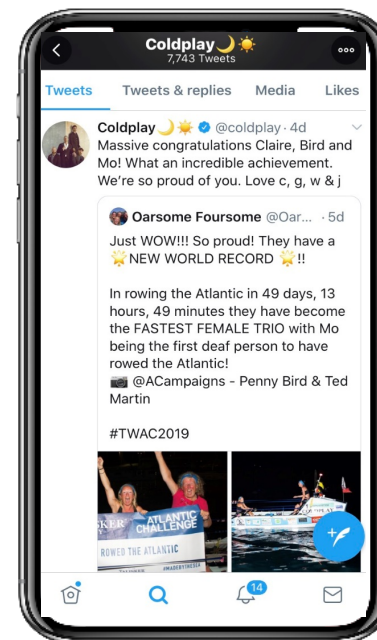 Coldplay🌙☀️
7,743 Tweets
Tweets Tweets & replies Media Likes
Coldplay🌙☀️ @coldplay · 4d
Massive congratulations Claire, Bird and
Mo! What an incredible achievement.
We're so proud of you. Love c, g, w & j
Oarsome Foursome @Oar... · 5d
Just WOW!!! So proud! They have a
🌟NEW WORLD RECORD 🌟!!
In rowing the Atlantic in 49 days, 13
hours, 49 minutes they have become
the FASTEST FEMALE TRIO with Mo
being the first deaf person to have
rowed the Atlantic!
📷 @ACampaigns - Penny Bird & Ted
Martin
#TWAC2019
SKER ATLANTIC
CHALLENGE
ROWED THE ATLANTIC
14